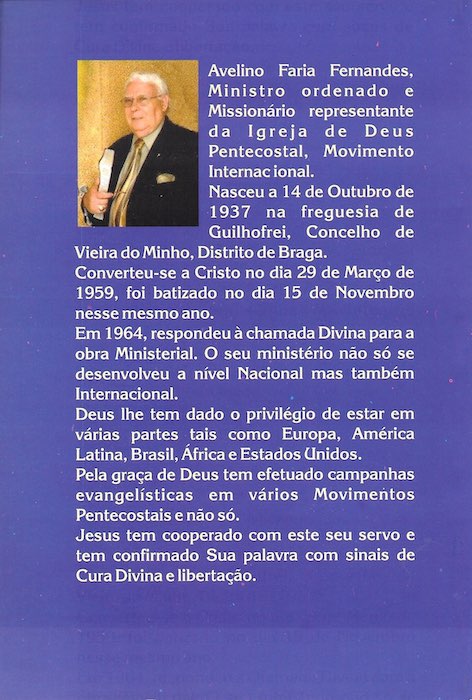 Avelino Faria Fernandes,
Ministro ordenado e
Missionário representante
da Igreja de Deus
Pentecostal, Movimento
Internacional.
Nasceu a 14 de Outubro de
1937 na freguesia de
Guilhofrei, Concelho de
Vieira do Minho, Distrito de Braga.
Converteu-se a Cristo no dia 29 de Março de
1959, foi batizado no dia 15 de Novembro
nesse mesmo ano.
Em 1964, respondeu à chamada Divina para a
obra Ministerial. O seu ministério não só se
desenvolveu a nível Nacional mas também
Internacional.
Deus lhe tem dado o privilégio de estar em
várias partes tais como Europa, América
Latina, Brasil, África e Estados Unidos.
Pela graça de Deus tem efetuado campanhas
evangelísticas em vários Movimentos
Pentecostais e não só.
Jesus tem cooperado com este seu servo e
tem confirmado Sua palavra com sinais de
Cura Divina e libertação.